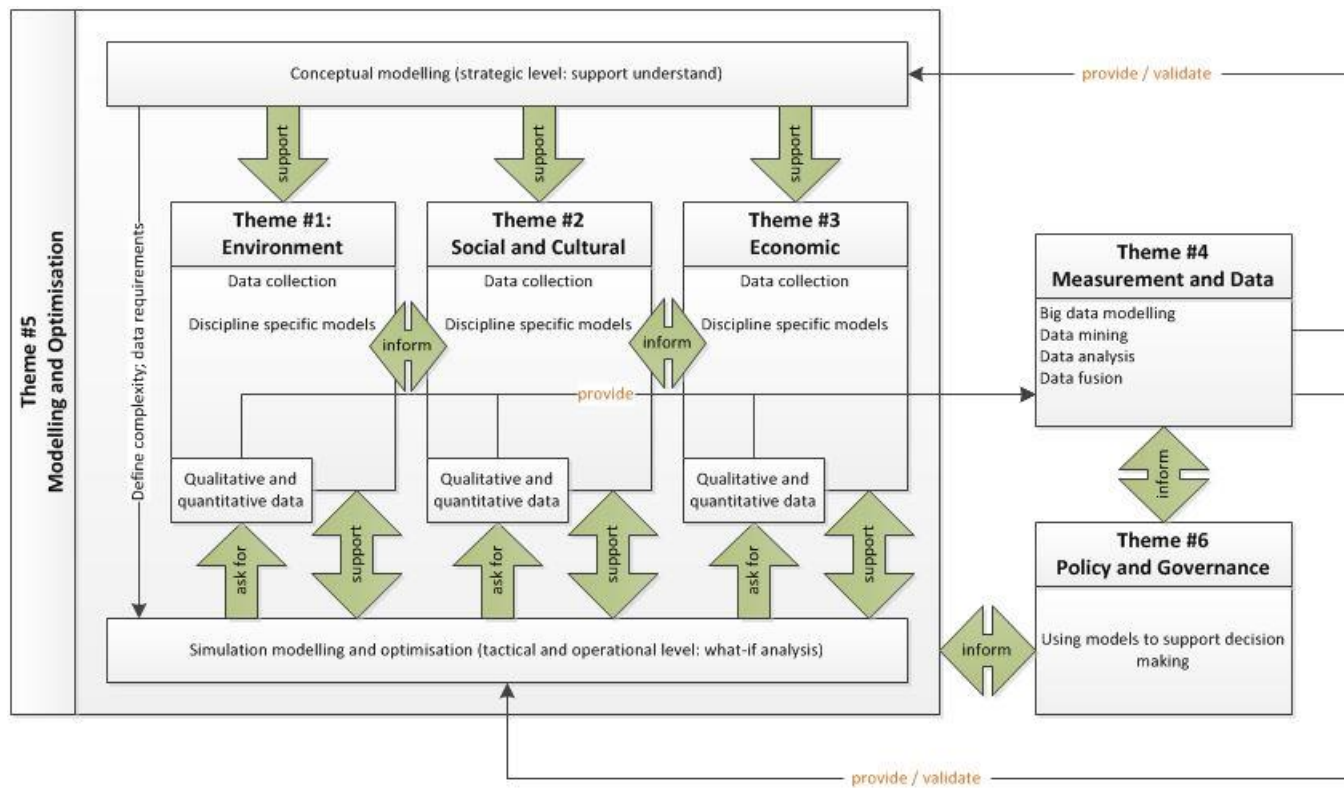 Theme #5
Modelling and Optimisation
Conceptual modelling (strategic level: support understand)
provide / validate
support
support
support
Define complexity; data requirements
Theme #1:
Environment
Data collection
Discipline specific models
Theme #2
Social and Cultural
Data collection
Discipline specific models
Theme #3
Economic
Data collection
Discipline specific models
inform
inform
provide
Qualitative and
quantitative data
Qualitative and
quantitative data
Qualitative and
quantitative data
ask for
support
ask for
support
ask for
support
Simulation modelling and optimisation (tactical and operational level: what-if analysis)
Theme #4
Measurement and Data
Big data modelling
Data mining
Data analysis
Data fusion
inform
Theme #6
Policy and Governance
Using models to support decision
making
inform
provide / validate